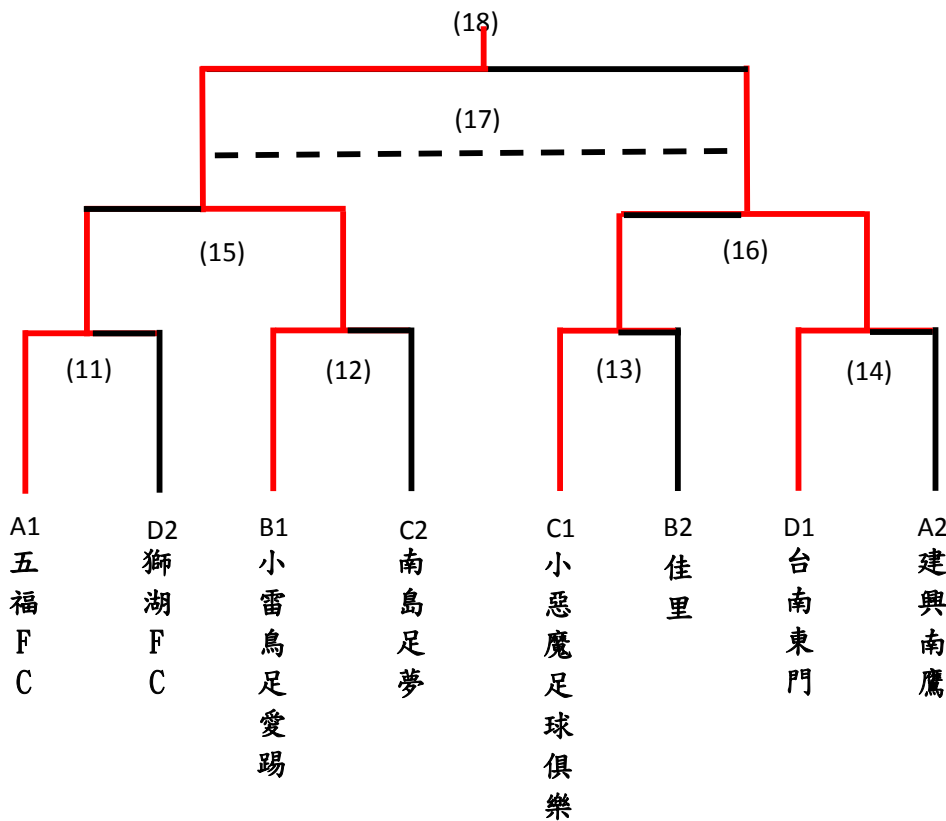 (18)
(17)
(15)
(16)
(11)
(12)
(13)
(14)
A1
五福FC
D2
獅湖FC
B1
小雷鳥足愛踢
C2
南島足夢
C1
小惡魔足球俱樂
B2
佳里
D1
台南東門
A2
建興南鷹